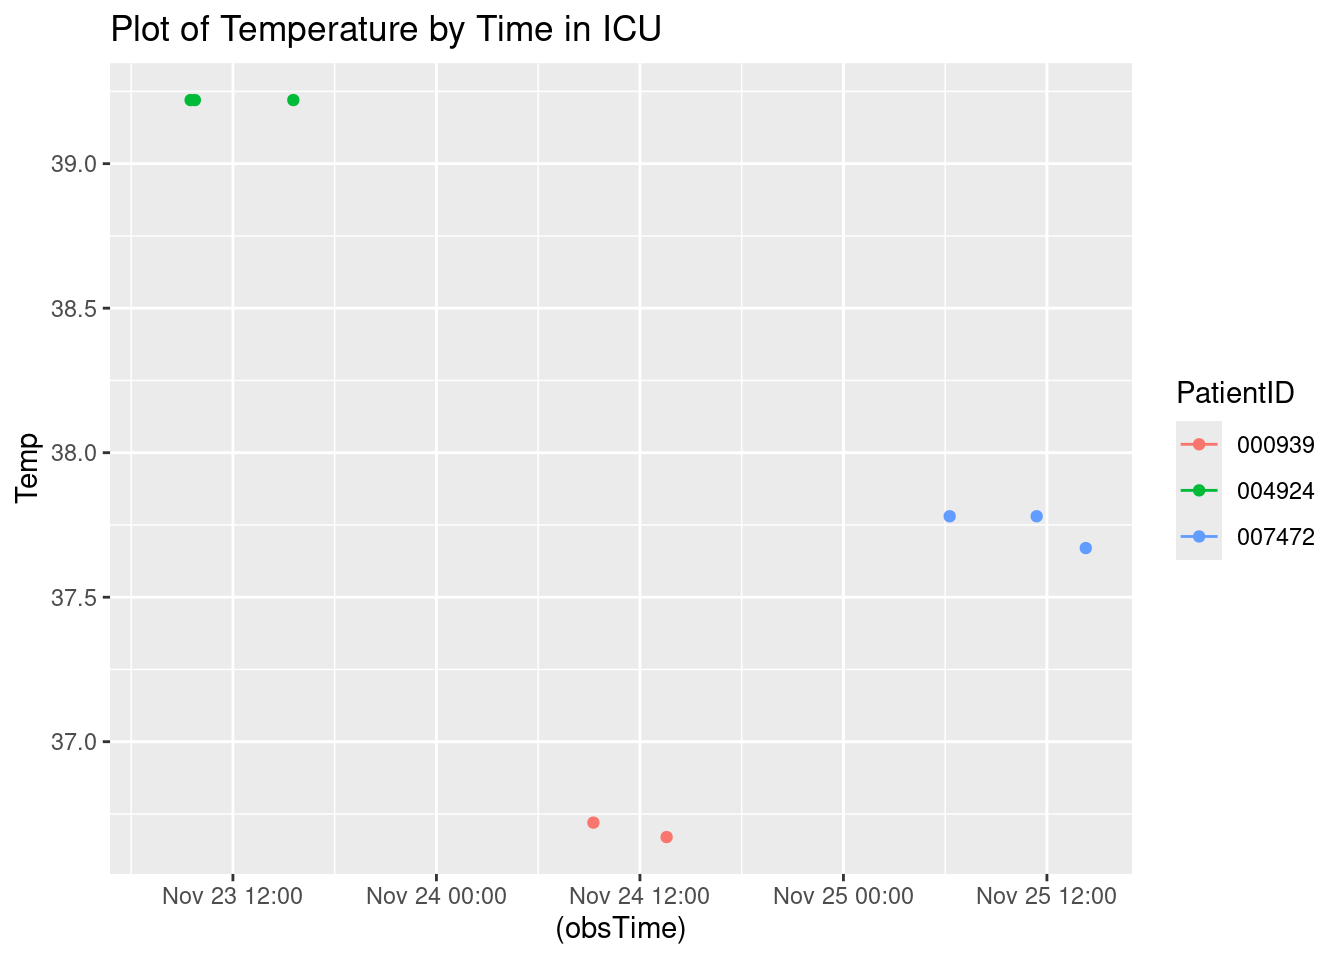 Plot of Temperature by Time in ICU
39.0
38.5
38.0
37.5
37.0
Temp
Nov 23 12:00
Nov 24 00:00
Nov 24 12:00
Nov 25 00:00
Nov 25 12:00
(obsTime)
PatientID
000939
004924
007472